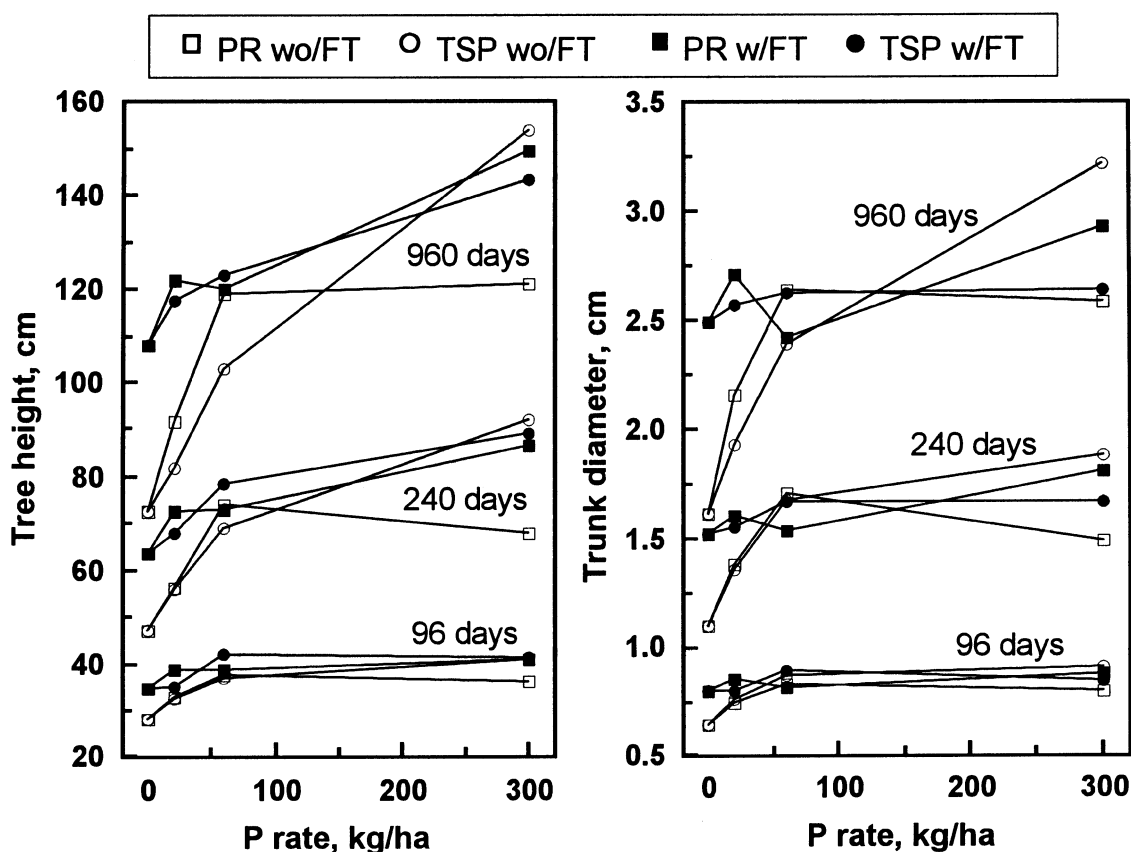 PR wo/FT TSP wo/FT PR w/FT TSP w/FT
Tree height, cm
160
140
120
100
80
60
40
20
960 days
240 days
96 days
0 100 200 300
P rate, kg/ha
Trunk diameter, cm
3.5
3.0
2.5
2.0
1.5
1.0
0.5
960 days
240 days
96 days
0 100 200 300
P rate, kg/ha